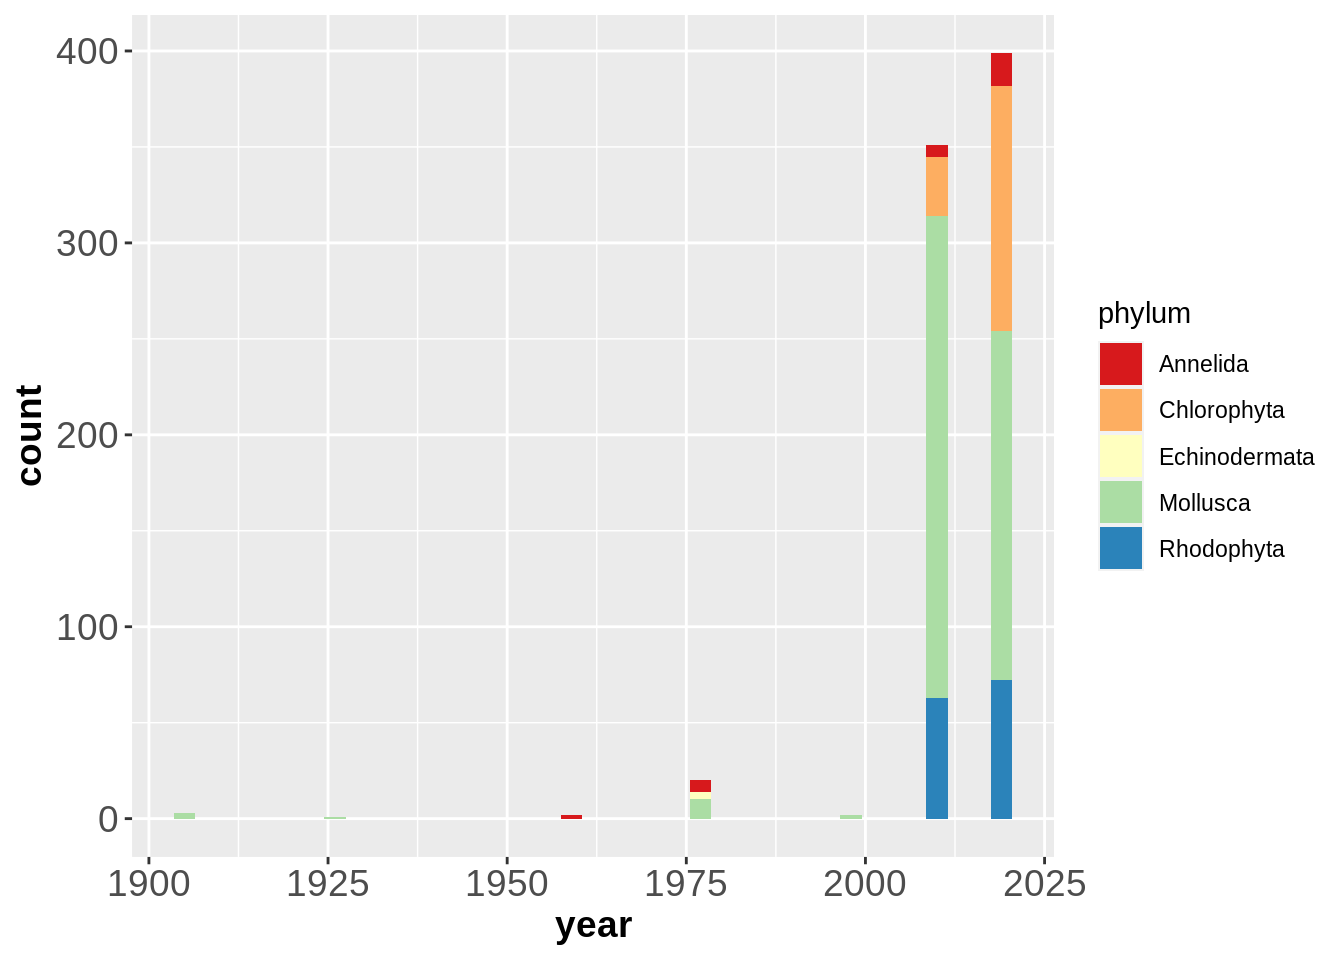 400
300
200
100
0
count
1900 1925 1950 1975 2000 2025
year
phylum
Annelida
Chlorophyta
Echinodermata
Mollusca
Rhodophyta